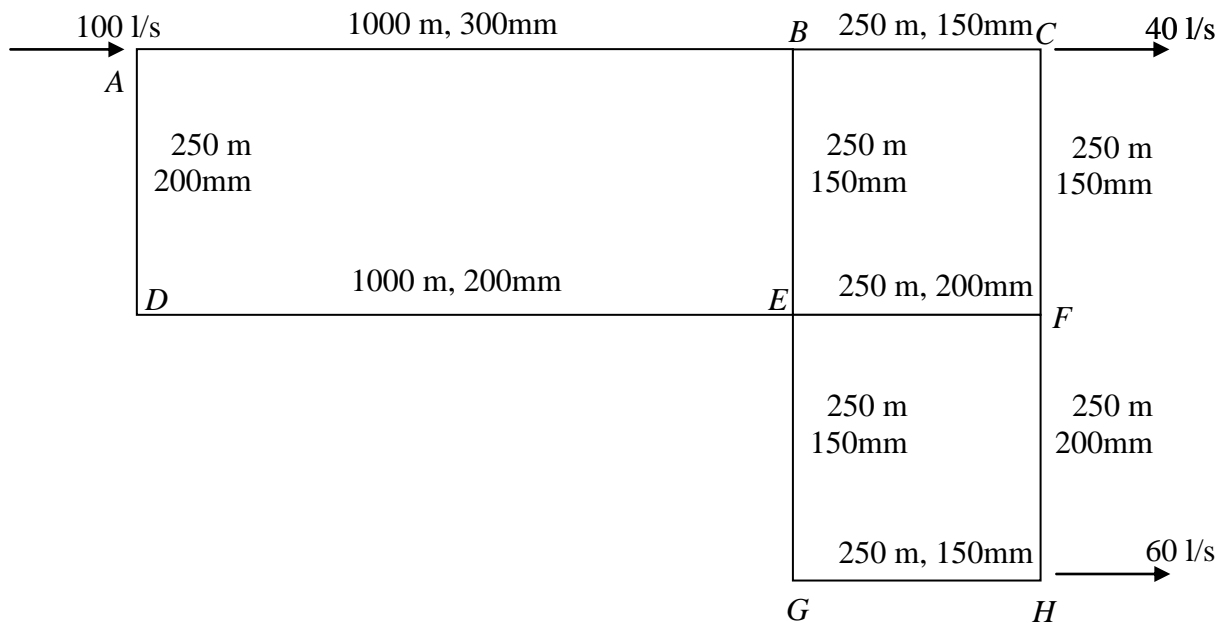 100 l/s
1000 m, 300mm
B
250 m, 150mm
C
40 l/s
A
250 m
200mm
250 m
150mm
250 m
150mm
D
1000 m, 200mm
E
250 m, 200mm
F
250 m
150mm
250 m
200mm
250 m, 150mm
60 l/s
G
H